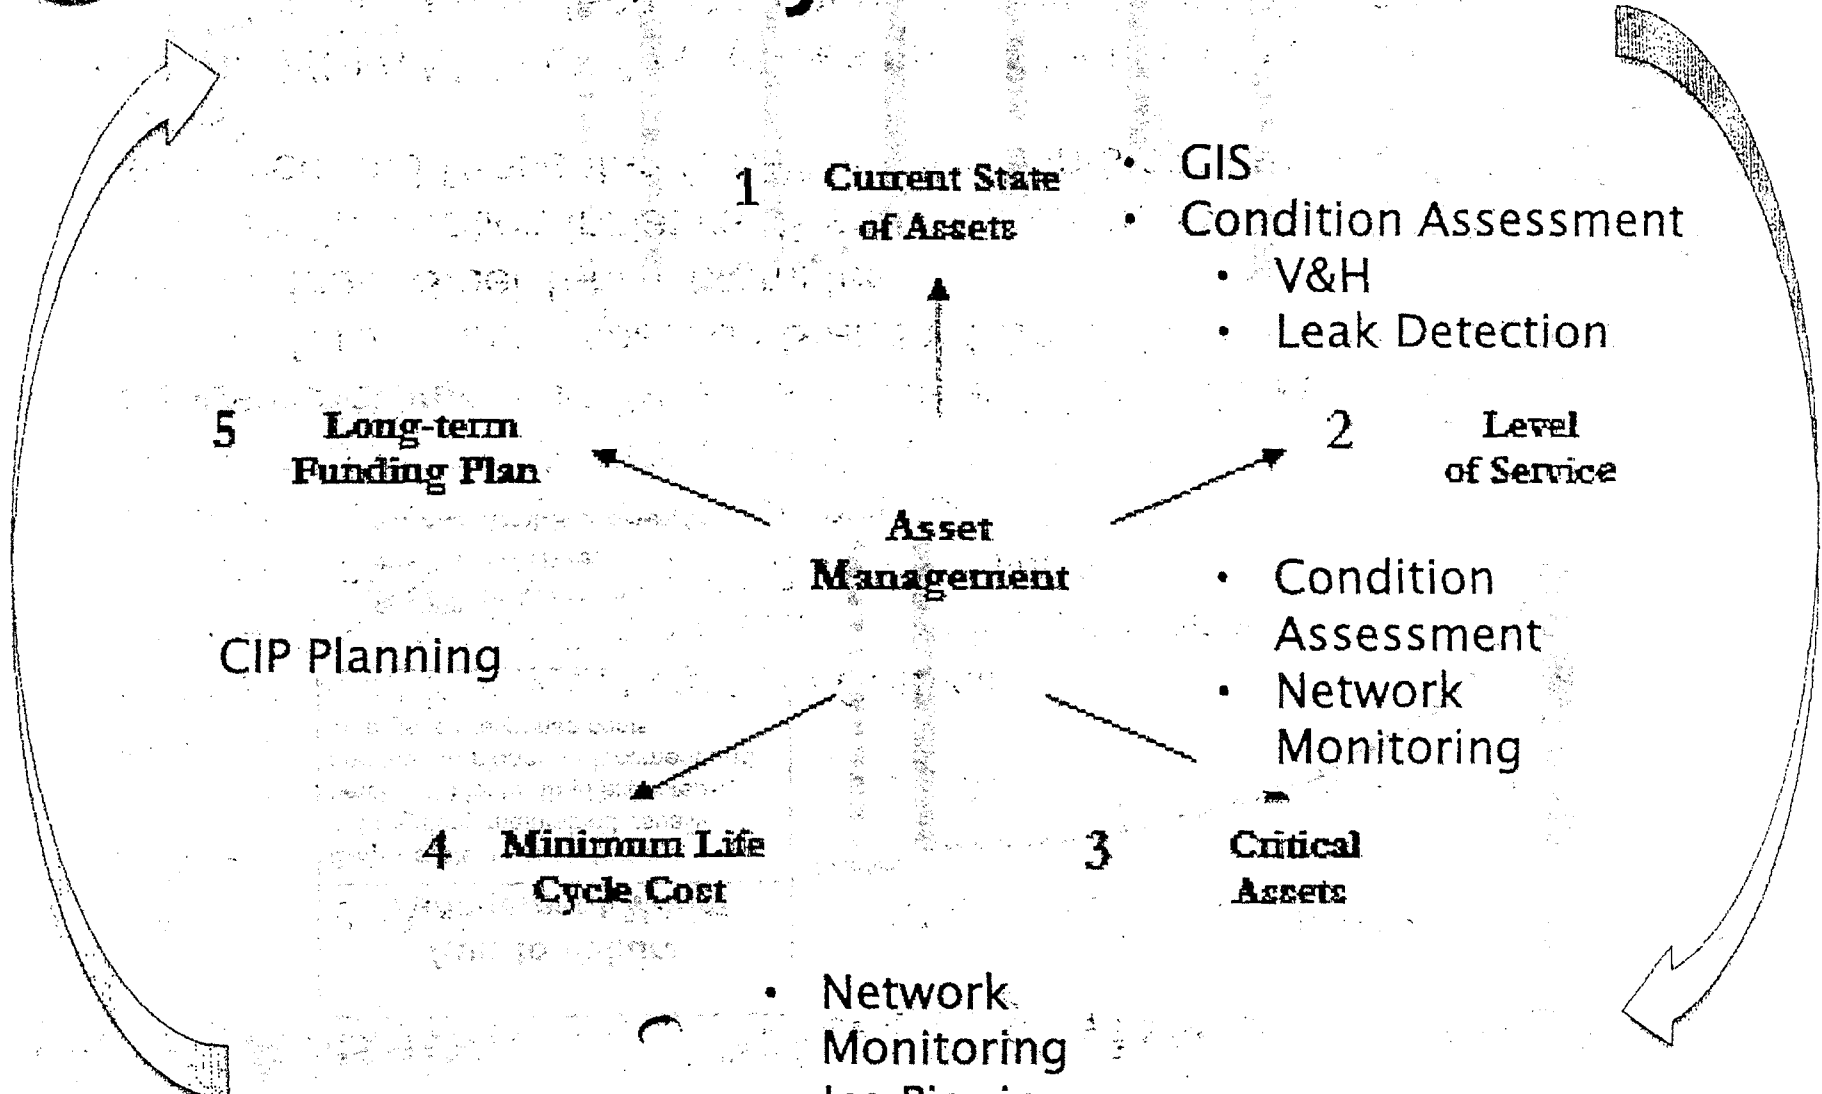 1 Current State
of Assets
• GIS
• Condition Assessment
• V&H
• Leak Detection
5 Long-term
Funding Plan
2 Level
of Service
Asset
Management
• Condition
Assessment
• Network
Monitoring
CIP Planning
4 Minimum Life
Cycle Cost
3 Critical
Assets
• Network
Monitoring